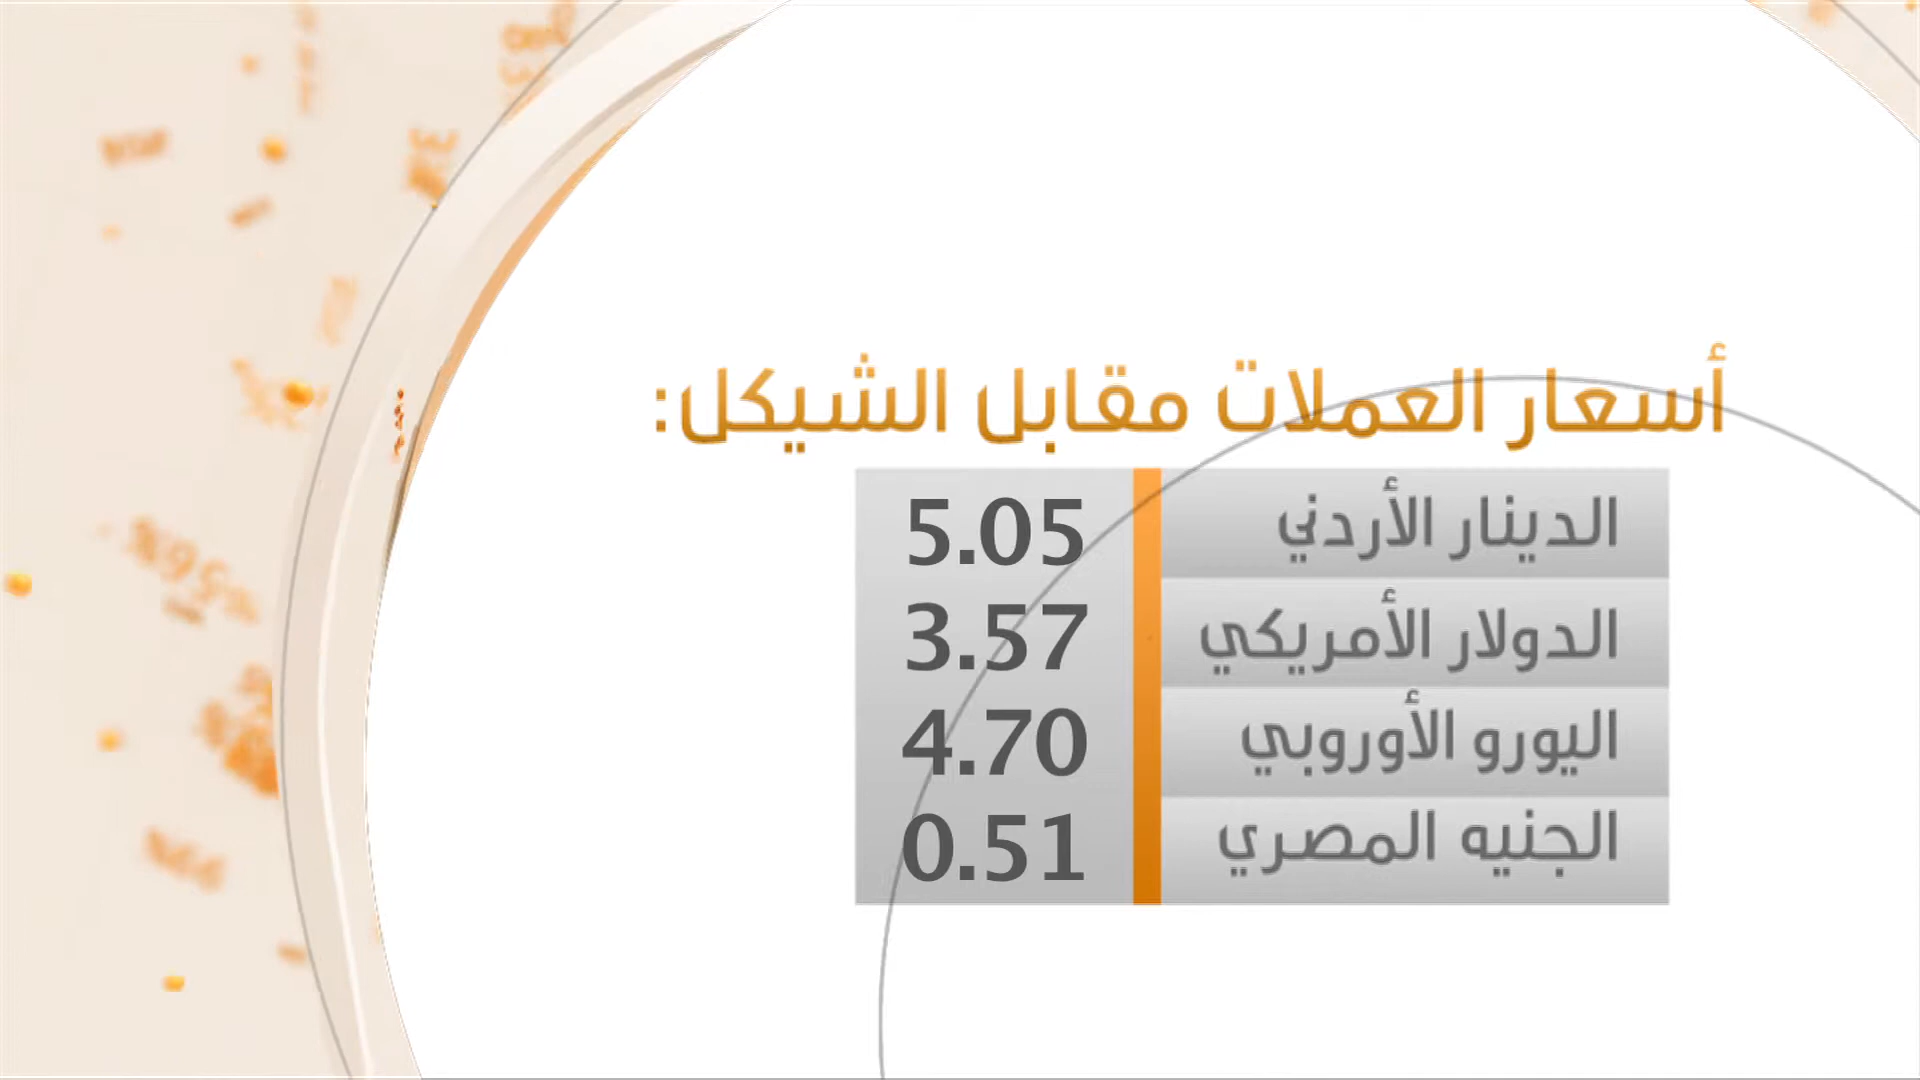 أسعار العملات مقابل الشيكل:
الدينار الأردني 5.05
الدولار الأمريكي 3.57
اليورو الأوروبي 4.70
الجنيه المصري 0.51